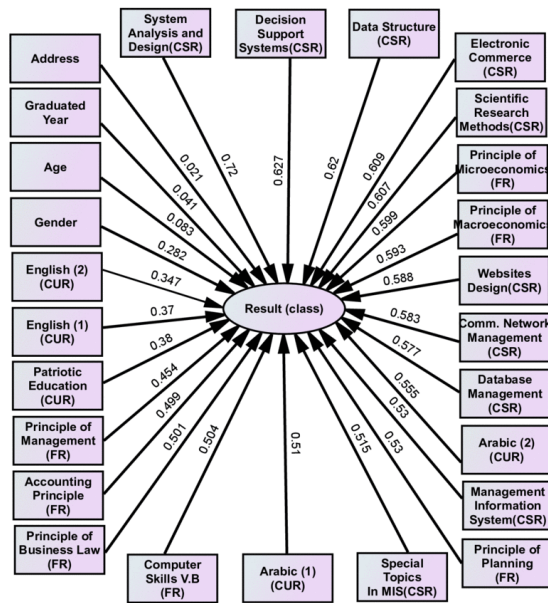 System
Analysis and
Design(CSR)
Decision
Support
Systems(CSR)
Data Structure
(CSR)
Electronic
Commerce
(CSR)
Scientific
Research
Methods(CSR)
Principle of
Microeconomics
(FR)
Principle of
Macroeconomics
(FR)
Websites
Design(CSR)
Comm. Network
Management
(CSR)
Database
Management
(CSR)
Arabic (2)
(CUR)
Management
Information
System(CSR)
Principle of
Planning
(FR)
Special
Topics
In MIS(CSR)
Arabic (1)
(CUR)
Computer
Skills V.B
(FR)
Principle of
Business Law
(FR)
Accounting
Principle
(FR)
Principle of
Management
(FR)
Patriotic
Education
(CUR)
English (1)
(CUR)
English (2)
(CUR)
Gender
Age
Graduated
Year
Address
Result (class)
0.72
0.627
0.62
0.609
0.607
0.599
0.593
0.588
0.583
0.577
0.555
0.53
0.53
0.515
0.51
0.504
0.501
0.499
0.454
0.38
0.37
0.347
0.282
0.083
0.041
0.021